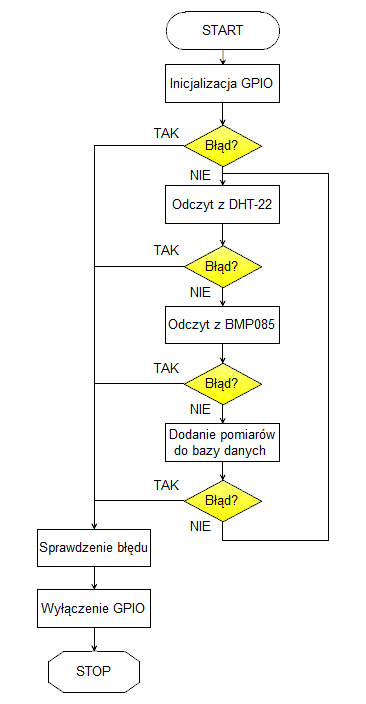 START
Inicjalizacja GPIO
TAK
Błąd?
NIE
Odczyt z DHT-22
TAK
Błąd?
NIE
Odczyt z BMP085
TAK
Błąd?
NIE
Dodanie pomiarów
do bazy danych
TAK
Błąd?
NIE
Sprawdzenie błędu
Wyłączenie GPIO
STOP